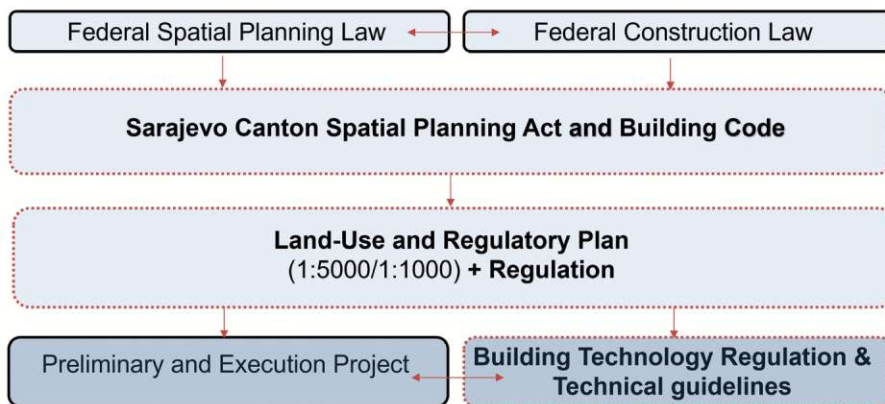 Federal Spatial Planning Law
Federal Construction Law
Sarajevo Canton Spatial Planning Act and Building Code
Land-Use and Regulatory Plan
(1:5000/1:1000) + Regulation
Preliminary and Execution Project
Building Technology Regulation &
Technical guidelines